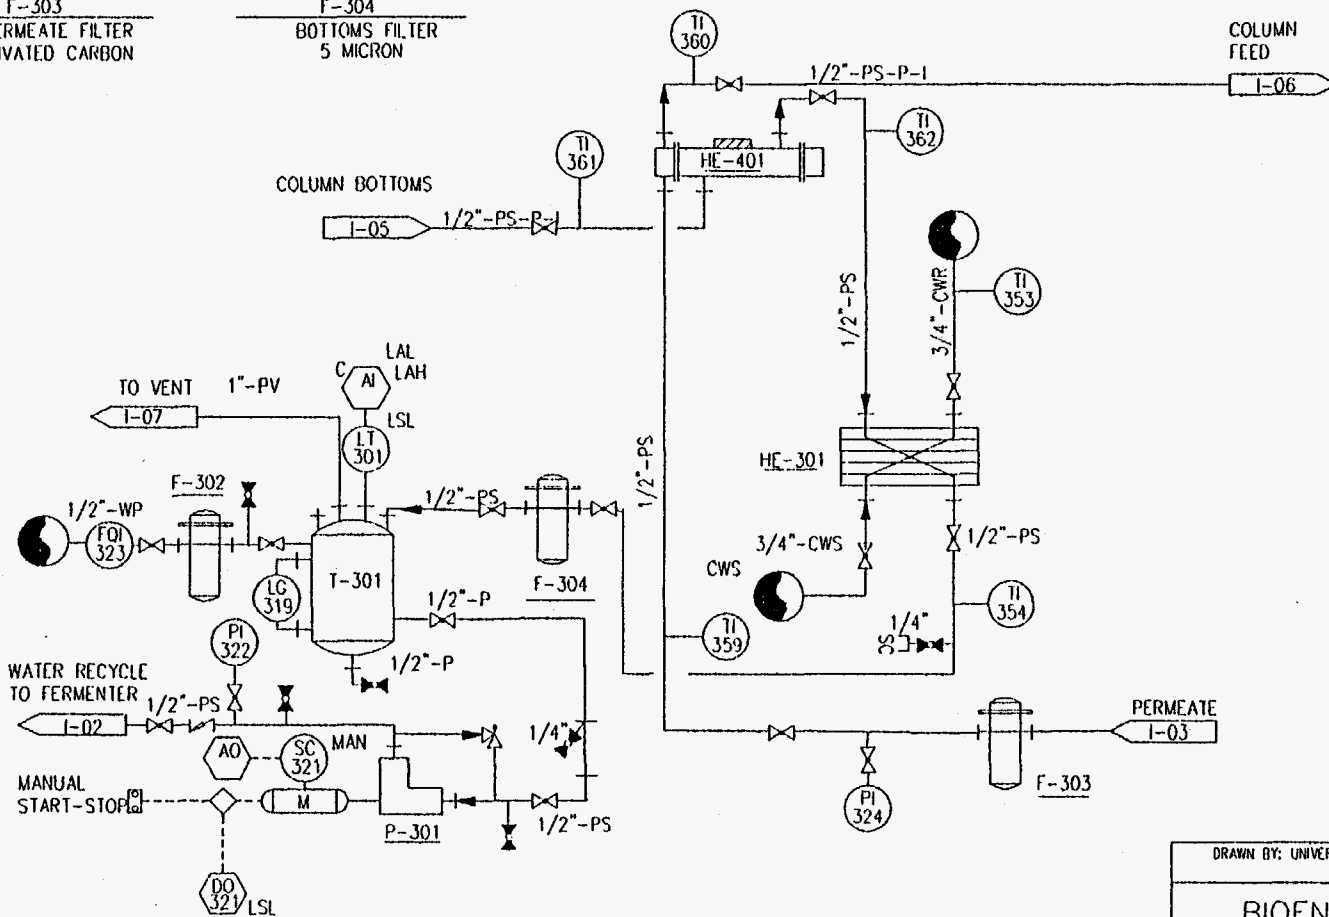 F-303
F-304
ERMEATE FILTER
IVATED CARBON
BOTTOMS FILTER
5 MICRON
TI
360
COLUMN
FEED
1/2"-PS-P-I
I-06
TI
361
TI
362
HE-401
COLUMN BOTTOMS
I-05
1/2"-PS-P-I
TI
353
1/2"-PS
3/4"-CWR
1/2"-PS
HE-301
TO VENT
1"-PV
I-07
C
AI
LAL
LAH
LSL
LT
301
F-302
1/2"-WP
FQI
323
1/2"-PS
T-301
LG
319
F-304
3/4"-CWS
CWS
1/2"-PS
TI
354
1/4"
1/2"-P
1/2"-P
PI
322
TI
359
WATER RECYCLE
TO FERMENTER
I-02
1/2"-PS
1/4"
PERMEATE
I-03
F-303
PI
324
AO
SC
321
MAN
MANUAL
START-STOP
M
P-301
1/2"-PS
DO
321
LSL
DRAWN BY: UNIVER
BIOEN